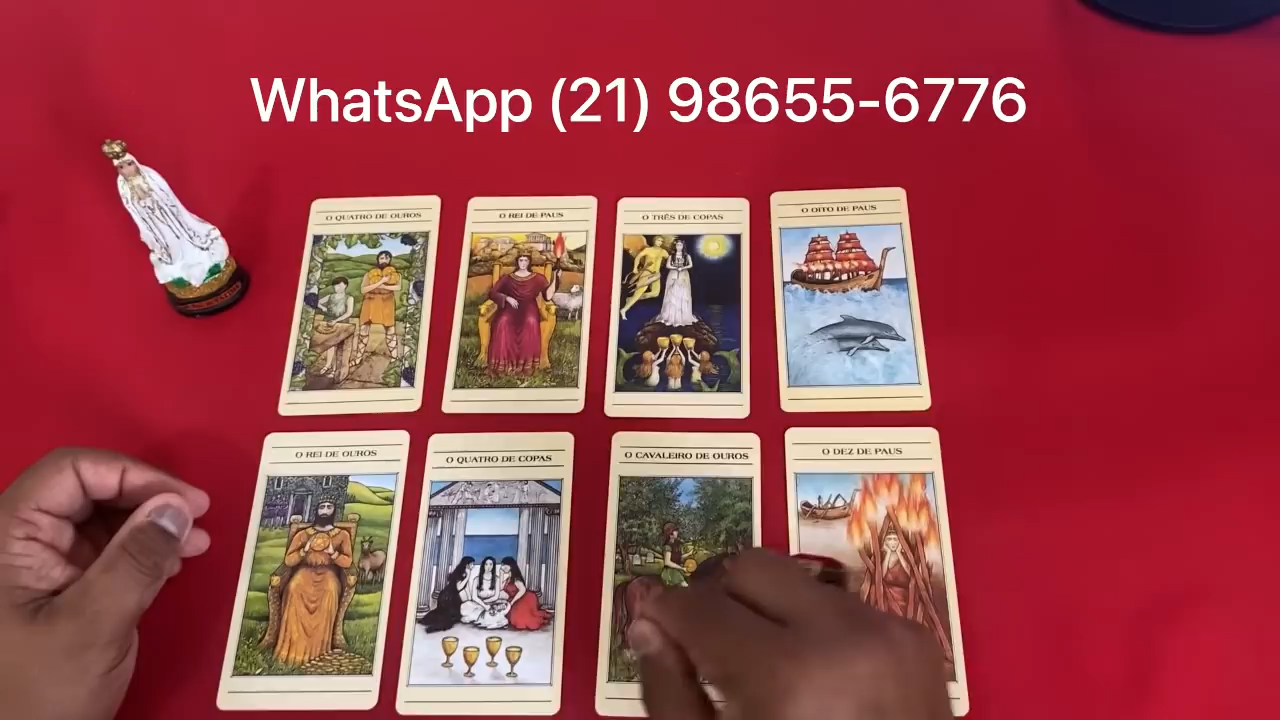 WhatsApp (21) 98655-6776
O QUATRO DE OUROS
O REI DE PAUS
O TRÊS DE COPAS
O OITO DE PAUS
O REI DE OUROS
O QUATRO DE COPAS
O CAVALEIRO DE OUROS
O DEZ DE PAUS